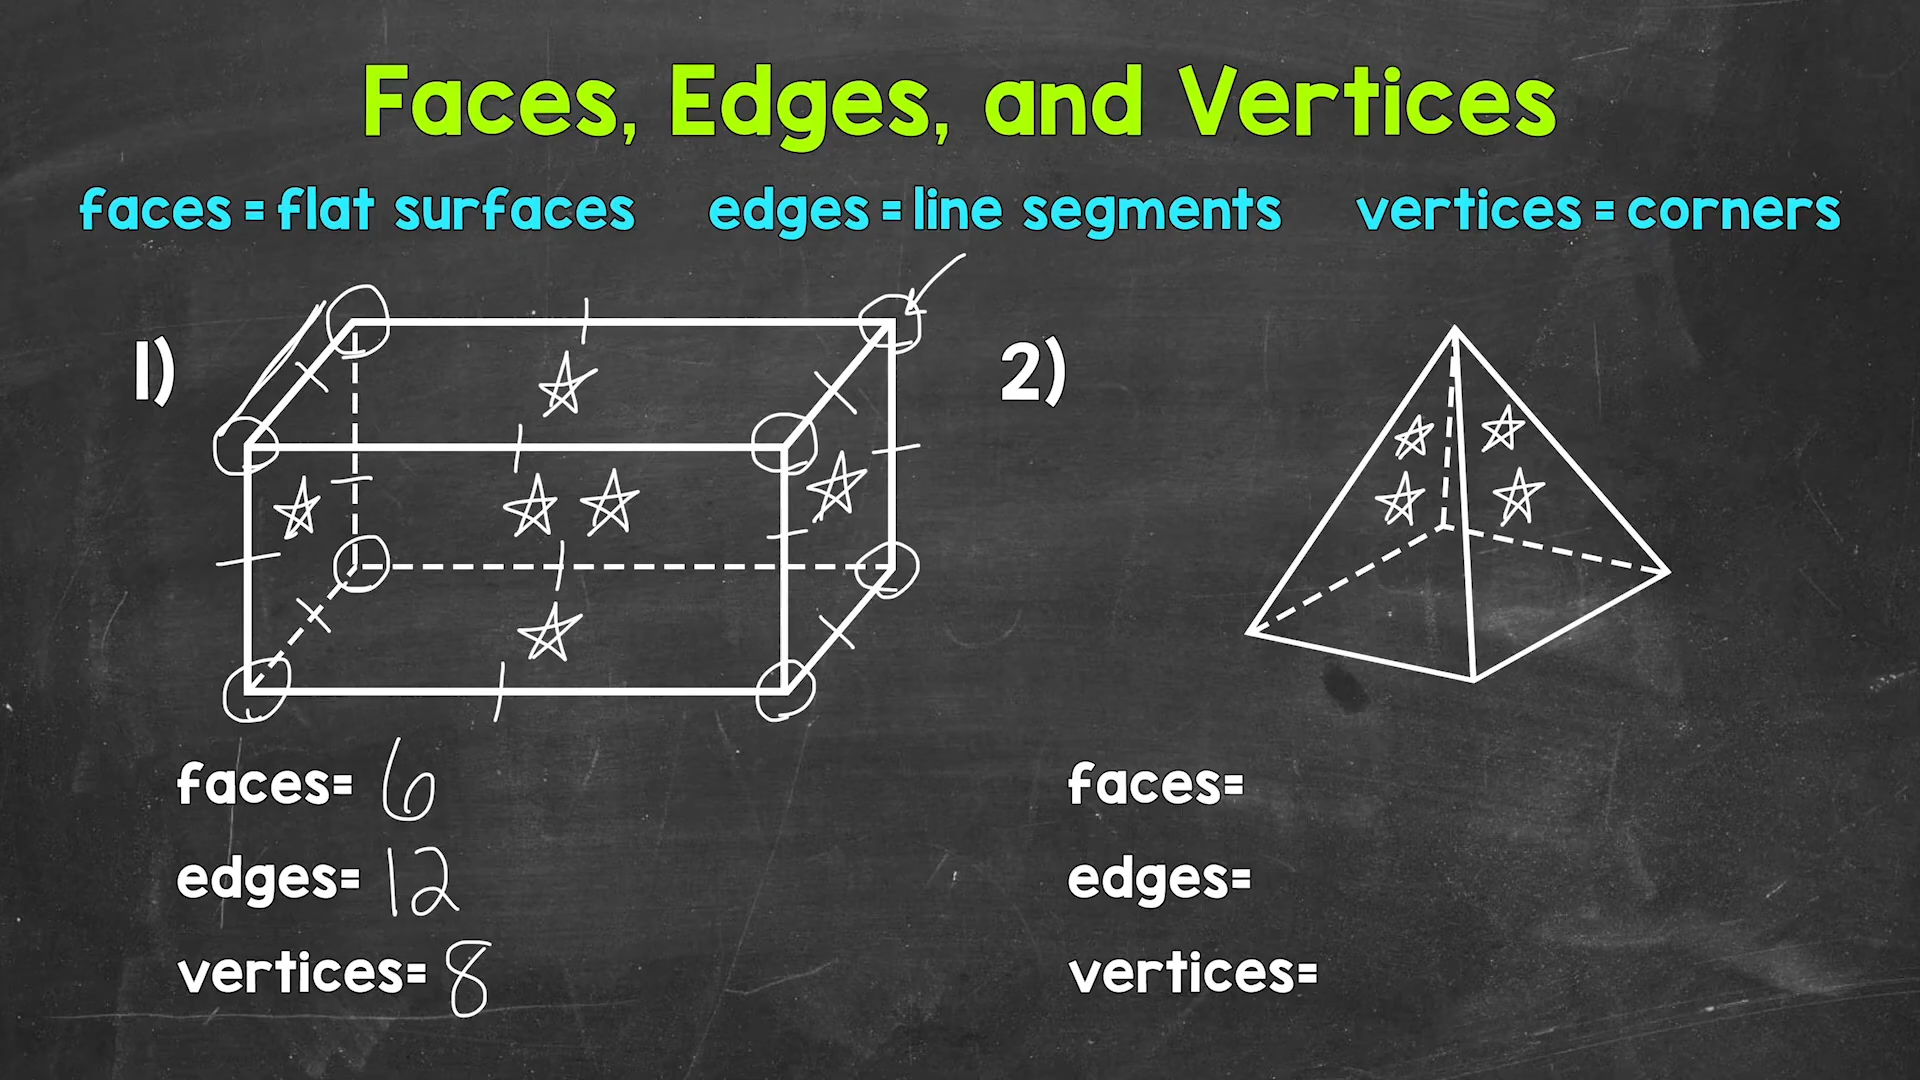 Faces, Edges, and Vertices
faces = flat surfaces edges = line segments vertices = corners
1)
faces= 6
edges= 12
vertices= 8
2)
faces=
edges=
vertices=